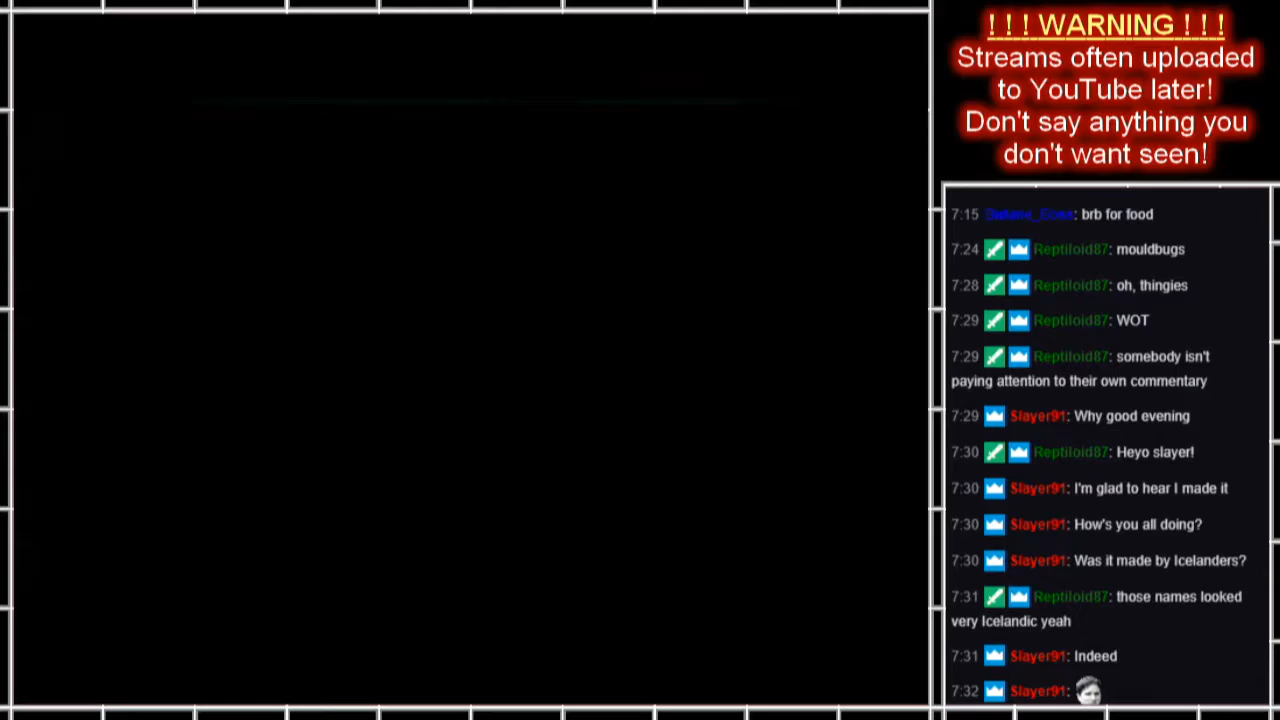 ! ! ! WARNING ! ! !
Streams often uploaded
to YouTube later!
Don't say anything you
don't want seen!
7:15 : brb for food
7:24 Reptiloid87: mouldbugs
7:28 Reptiloid87: oh, thingies
7:29 Reptiloid87: WOT
7:29 Reptiloid87: somebody isn't
paying attention to their own commentary
7:29 Slayer91: Why good evening
7:30 Reptiloid87: Heyo slayer!
7:30 Slayer91: I'm glad to hear I made it
7:30 Slayer91: How's you all doing?
7:30 Slayer91: Was it made by Icelanders?
7:31 Reptiloid87: those names looked
very Icelandic yeah
7:31 Slayer91: Indeed
7:32 Slayer91: